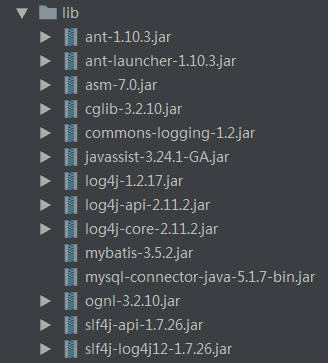 lib
ant-1.10.3.jar
ant-launcher-1.10.3.jar
asm-7.0.jar
cglib-3.2.10.jar
commons-logging-1.2.jar
javassist-3.24.1-GA.jar
log4j-1.2.17.jar
log4j-api-2.11.2.jar
log4j-core-2.11.2.jar
mybatis-3.5.2.jar
mysql-connector-java-5.1.7-bin.jar
ognl-3.2.10.jar
slf4j-api-1.7.26.jar
slf4j-log4j12-1.7.26.jar